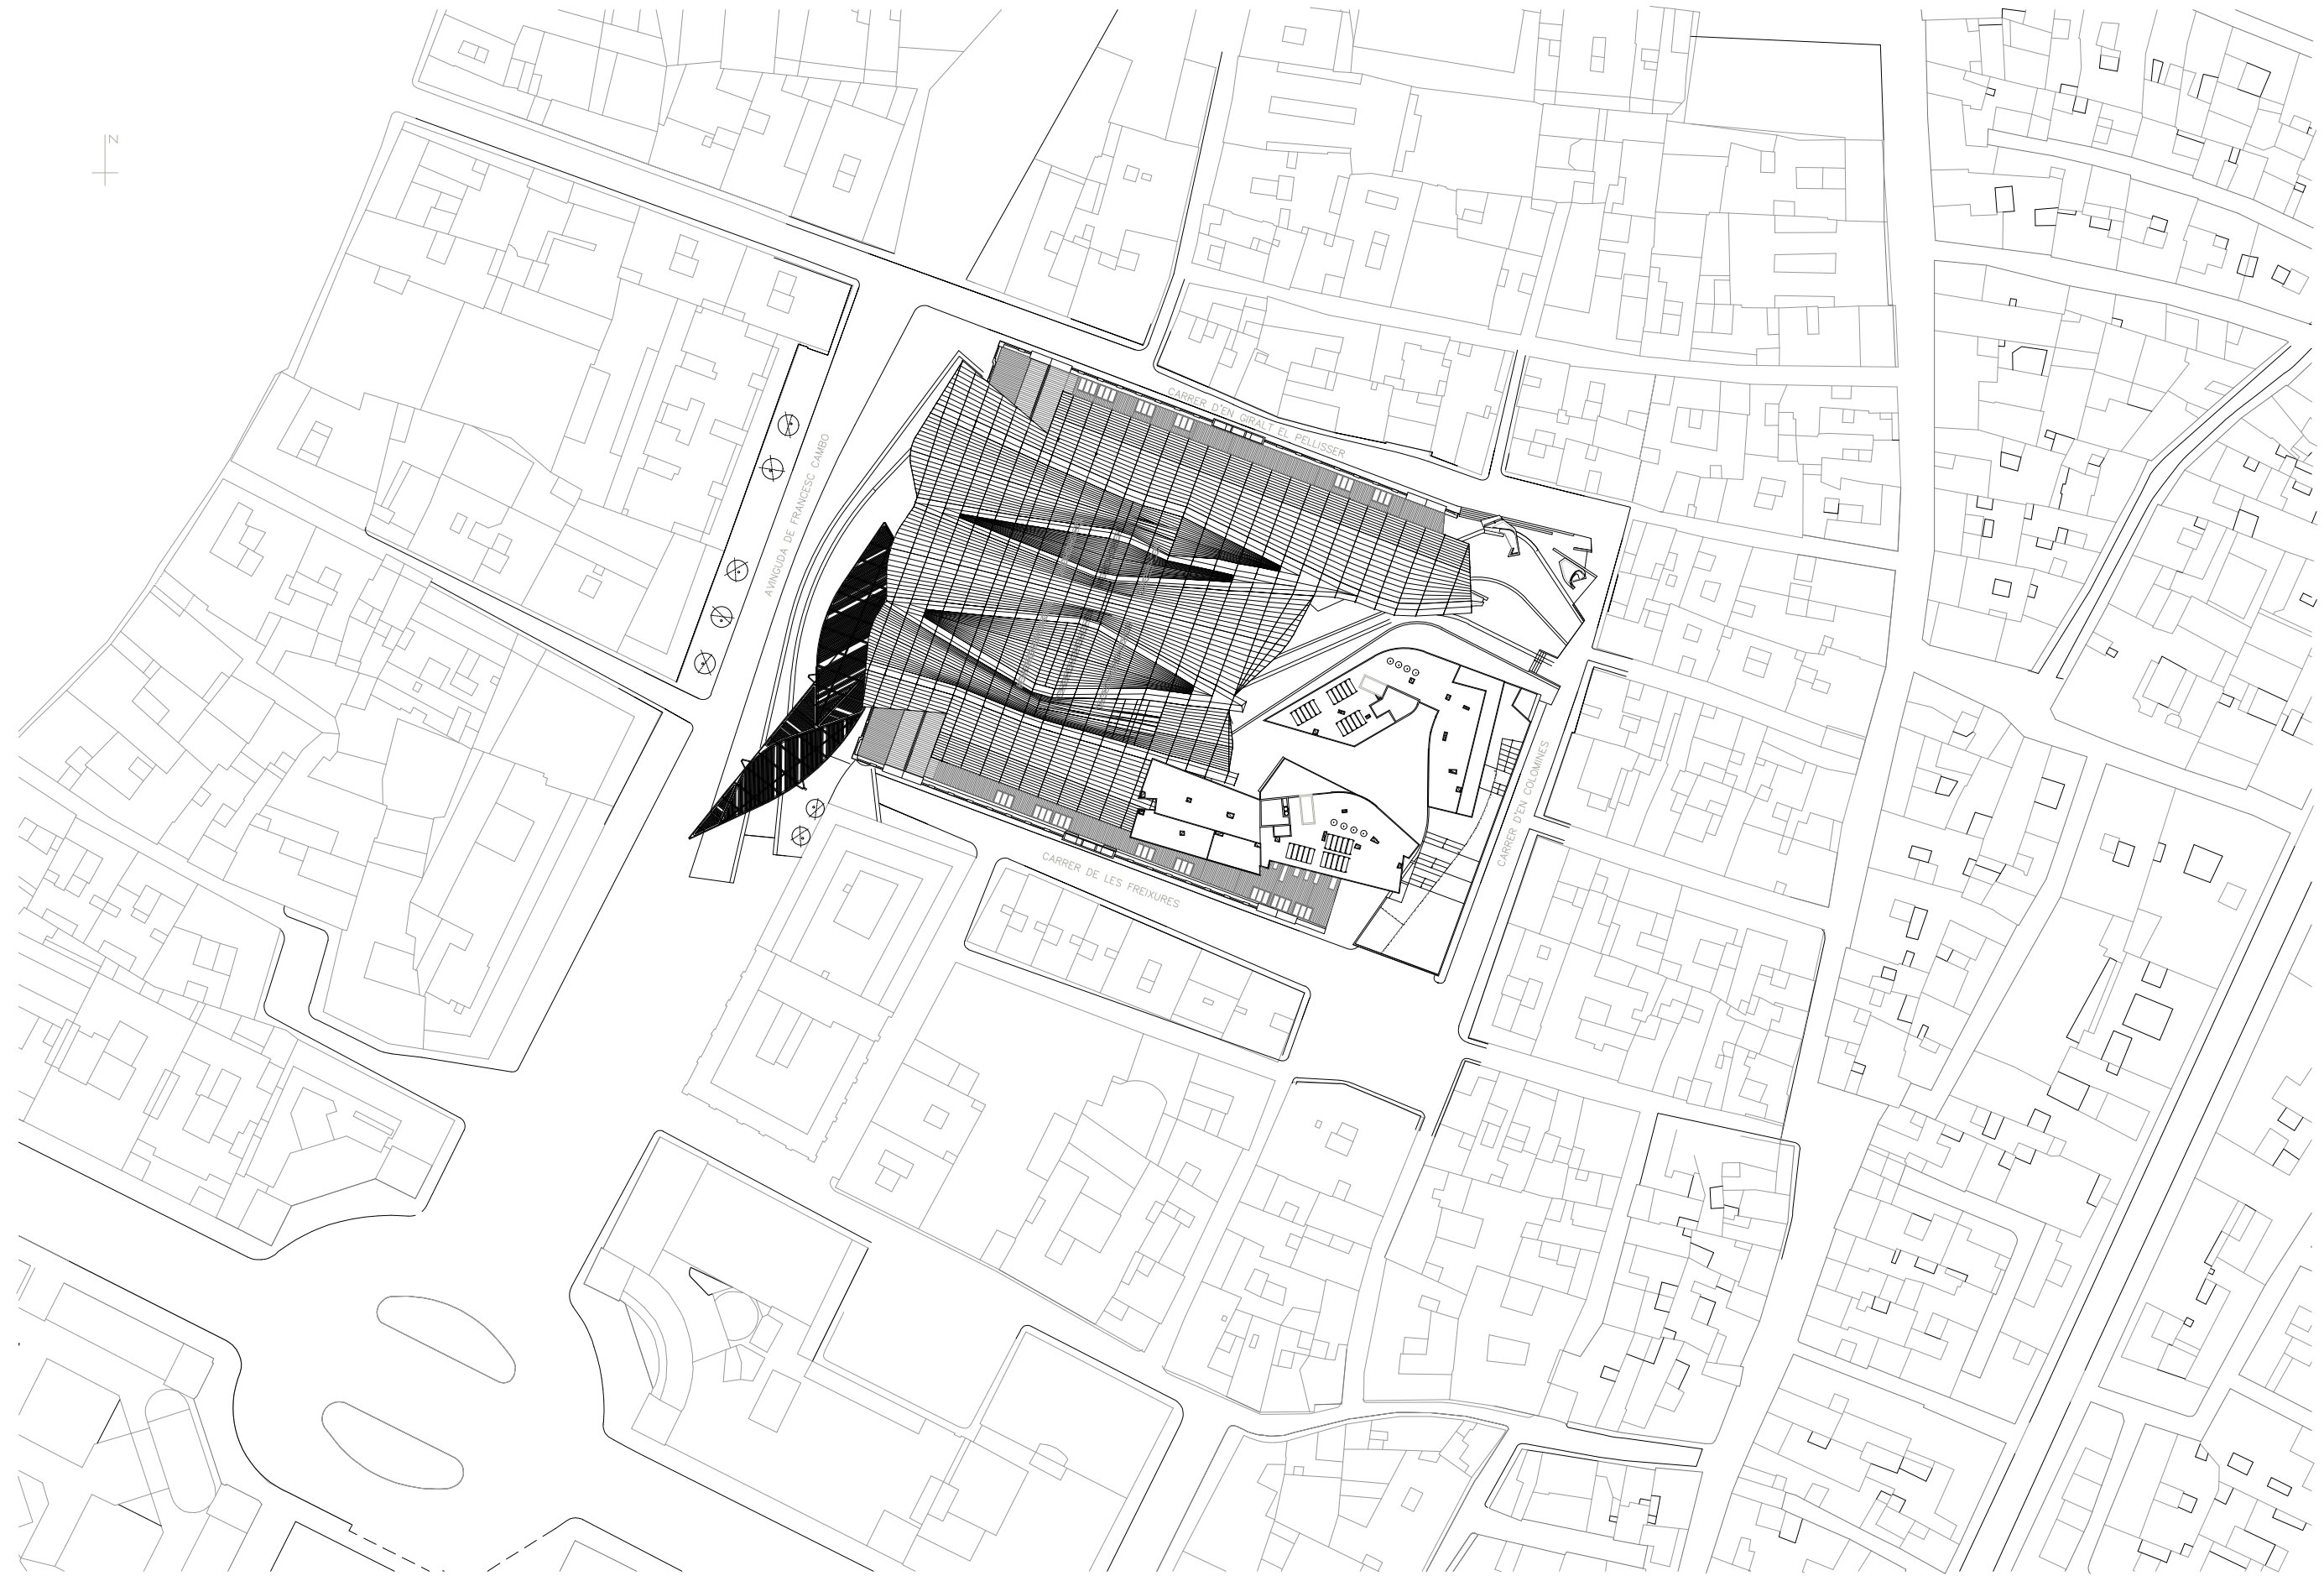 N
CARRER D'EN GIRALT EL PELLISSER
AVINGUDA DE FRANCESC CAMBO
CARRER D'EN COLOMINES
CARRER DE LES FREIXURES